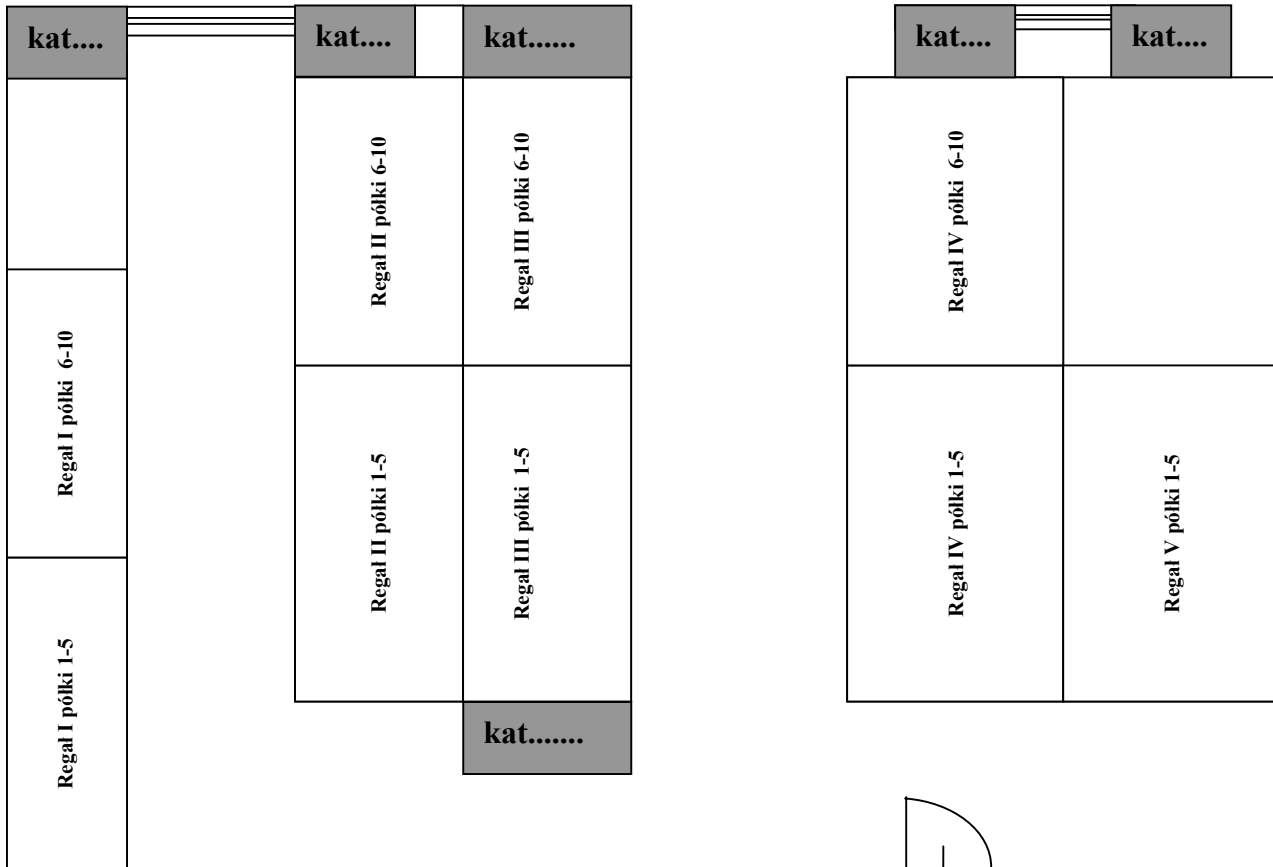 kat....
kat....
kat......
kat....
kat....
Regał II półki 6-10
Regał III półki 6-10
Regał IV półki  6-10
Regał I półki  6-10
Regał II półki 1-5
Regał III półki  1-5
Regał IV półki 1-5
Regał V półki 1-5
Regał I półki 1-5
kat.......